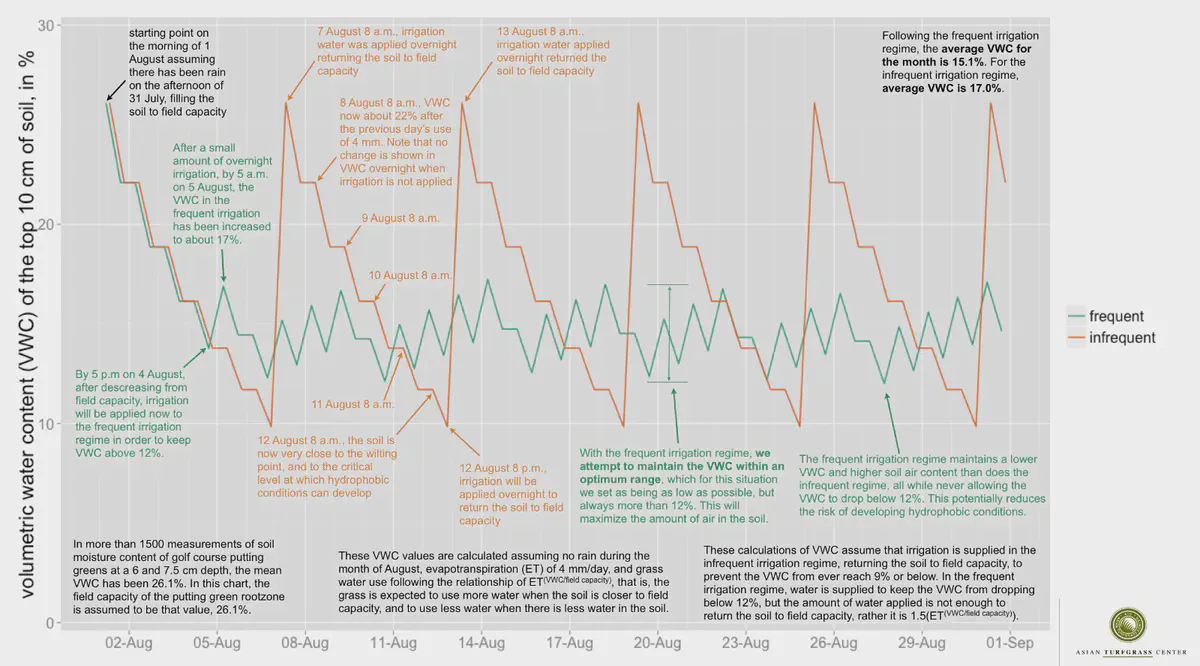 volumetric water content (VWC) of the top 10 cm of soil, in %
30
20
10
0
starting point on
the morning of 1
August assuming
there has been rain
on the afternoon of
31 July, filling the
soil to field capacity
7 August 8 a.m., irrigation
water was applied overnight
returning the soil to field
capacity
13 August 8 a.m.,
irrigation water applied
overnight returned the
soil to field capacity
Following the frequent irrigation
regime, the average VWC for
the month is 15.1%. For the
infrequent irrigation regime,
average VWC is 17.0%.
8 August 8 a.m., VWC
now about 22% after
the previous day's use
of 4 mm. Note that no
change is shown in
VWC overnight when
irrigation is not applied
After a small
amount of overnight
irrigation, by 5 a.m.
on 5 August, the
VWC in the
frequent irrigation
has been increased
to about 17%.
9 August 8 a.m.
10 August 8 a.m.
frequent
infrequent
By 5 p.m on 4 August,
after descreasing from
field capacity, irrigation
will be applied now to
the frequent irrigation
regime in order to keep
VWC above 12%.
11 August 8 a.m.
12 August 8 a.m., the soil is
now very close to the wilting
point, and to the critical
level at which hydrophobic
conditions can develop
12 August 8 p.m.,
irrigation will be
applied overnight to
return the soil to field
capacity
With the frequent irrigation regime, we
attempt to maintain the VWC within an
optimum range, which for this situation
we set as being as low as possible, but
always more than 12%. This will
maximize the amount of air in the soil.
The frequent irrigation regime maintains a lower
VWC and higher soil air content than does the
infrequent regime, all while never allowing the
VWC to drop below 12%. This potentially reduces
the risk of developing hydrophobic conditions.
In more than 1500 measurements of soil
moisture content of golf course putting
greens at a 6 and 7.5 cm depth, the mean
VWC has been 26.1%. In this chart, the
field capacity of the putting green rootzone
is assumed to be that value, 26.1%.
These VWC values are calculated assuming no rain during the
month of August, evapotranspiration (ET) of 4 mm/day, and grass
water use following the relationship of ET(VWC/field capacity), that is, the
grass is expected to use more water when the soil is closer to field
capacity, and to use less water when there is less water in the soil.
These calculations of VWC assume that irrigation is supplied in the
infrequent irrigation regime, returning the soil to field capacity, to
prevent the VWC from ever reach 9% or below. In the frequent
irrigation regime, water is supplied to keep the VWC from dropping
below 12%, but the amount of water applied is not enough to
return the soil to field capacity, rather it is 1.5(ET(VWC/field capacity)).
02-Aug
05-Aug
08-Aug
11-Aug
14-Aug
17-Aug
20-Aug
23-Aug
26-Aug
29-Aug
01-Sep
ASIAN TURFGRASS CENTER